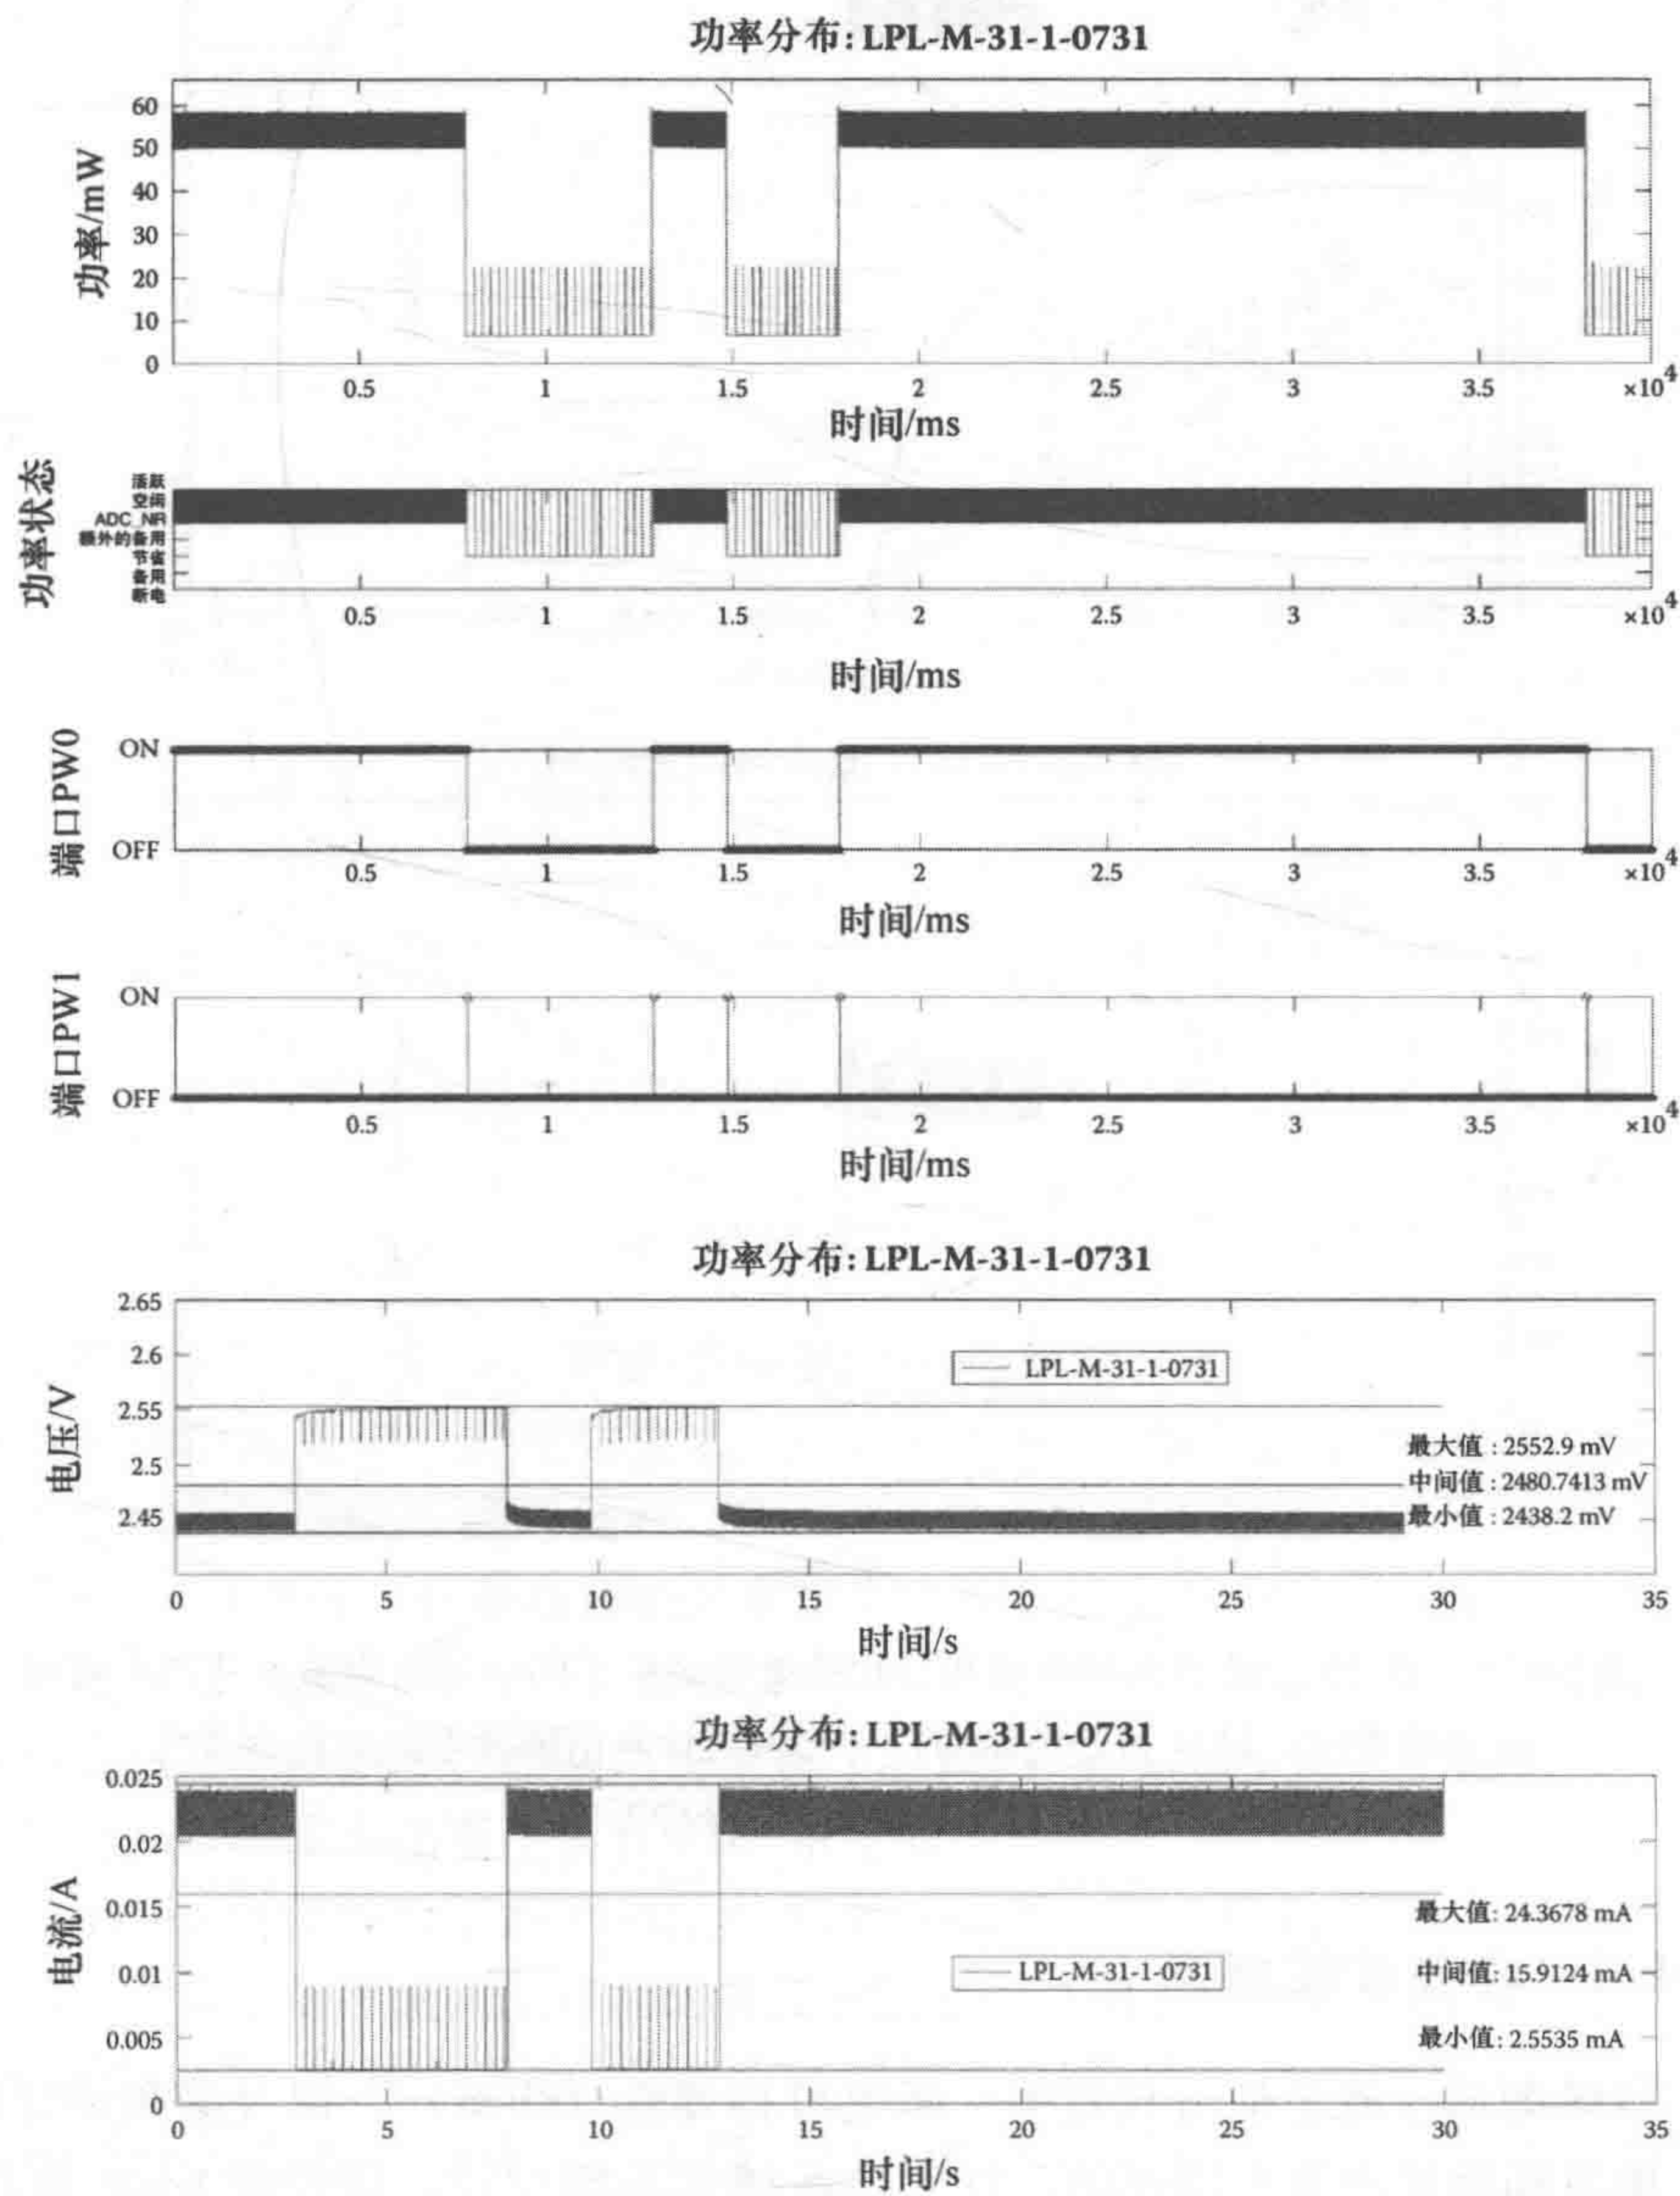 功率分布: LPL-M-31-1-0731
功率/mW
60
50
40
30
20
10
0
0.5 1 1.5 2 2.5 3 3.5 ×10⁴
时间/ms
功率状态
活跃
空闲
ADC_NR
额外的备用
节省
备用
断电
0.5 1 1.5 2 2.5 3 3.5 ×10⁴
时间/ms
端口PW0
ON
OFF
0.5 1 1.5 2 2.5 3 3.5 ×10⁴
时间/ms
端口PW1
ON
OFF
0.5 1 1.5 2 2.5 3 3.5 ×10⁴
时间/ms
功率分布: LPL-M-31-1-0731
电压/V
2.65
2.6
2.55
2.5
2.45
LPL-M-31-1-0731
最大值 : 2552.9 mV
中间值 : 2480.7413 mV
最小值 : 2438.2 mV
0 5 10 15 20 25 30 35
时间/s
功率分布: LPL-M-31-1-0731
电流/A
0.025
0.02
0.015
0.01
0.005
0
LPL-M-31-1-0731
最大值: 24.3678 mA
中间值: 15.9124 mA
最小值: 2.5535 mA
0 5 10 15 20 25 30 35
时间/s